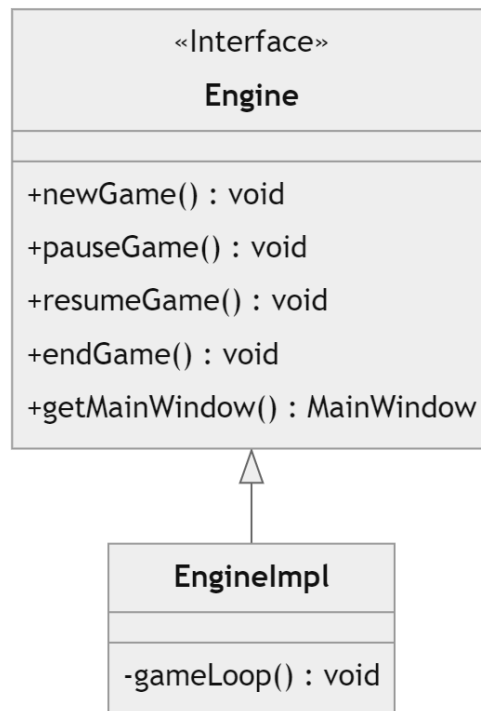 «Interface»
Engine
+newGame() : void
+pauseGame() : void
+resumeGame() : void
+endGame() : void
+getMainWindow() : MainWindow
EngineImpl
-gameLoop() : void